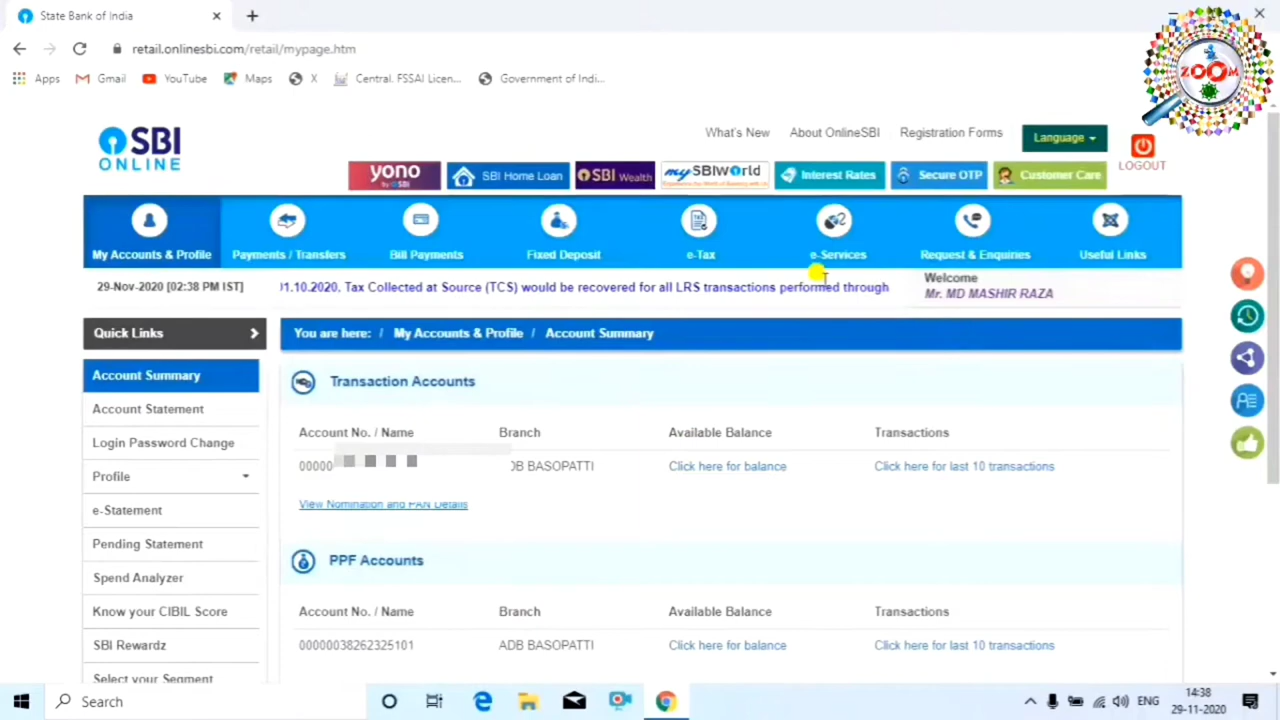 State Bank of India
retail.onlinesbi.com/retail/mypage.htm
Apps Gmail YouTube Maps X Central. FSSAI Licen... Government of Indi...
ZOOM
SBI
ONLINE
What's New About OnlineSBI Registration Forms Language
LOGOUT
yono
by SBI
SBI Home Loan
SBI Wealth
my SBI World
Interest Rates
Secure OTP
Customer Care
My Accounts & Profile Payments / Transfers Bill Payments Fixed Deposit e-Tax e-Services Request & Enquiries Useful Links
29-Nov-2020 [02:38 PM IST]
01.10.2020, Tax Collected at Source (TCS) would be recovered for all LRS transactions performed through
Welcome
Mr. MD MASHIR RAZA
Quick Links
You are here: / My Accounts & Profile / Account Summary
Account Summary
Account Statement
Login Password Change
Profile
e-Statement
Pending Statement
Spend Analyzer
Know your CIBIL Score
SBI Rewardz
Select your Segment
Transaction Accounts
Account No. / Name Branch Available Balance Transactions
00000 DB BASOPATTI Click here for balance Click here for last 10 transactions
View Nomination and PAN Details
PPF Accounts
Account No. / Name Branch Available Balance Transactions
00000038262325101 ADB BASOPATTI Click here for balance Click here for last 10 transactions
Search
ENG
14:38
29-11-2020